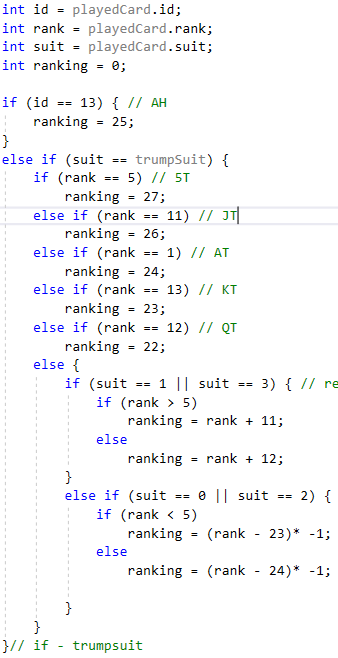 int id = playedCard.id;
int rank = playedCard.rank;
int suit = playedCard.suit;
int ranking = 0;
if (id == 13) { // AH
ranking = 25;
}
else if (suit == trumpSuit) {
if (rank == 5) // 5T
ranking = 27;
else if (rank == 11) // JT
ranking = 26;
else if (rank == 1) // AT
ranking = 24;
else if (rank == 13) // KT
ranking = 23;
else if (rank == 12) // QT
ranking = 22;
else {
if (suit == 1 || suit == 3) { // re
if (rank > 5)
ranking = rank + 11;
else
ranking = rank + 12;
}
else if (suit == 0 || suit == 2) {
if (rank < 5)
ranking = (rank - 23)* -1;
else
ranking = (rank - 24)* -1;
}
}
}// if - trumpsuit